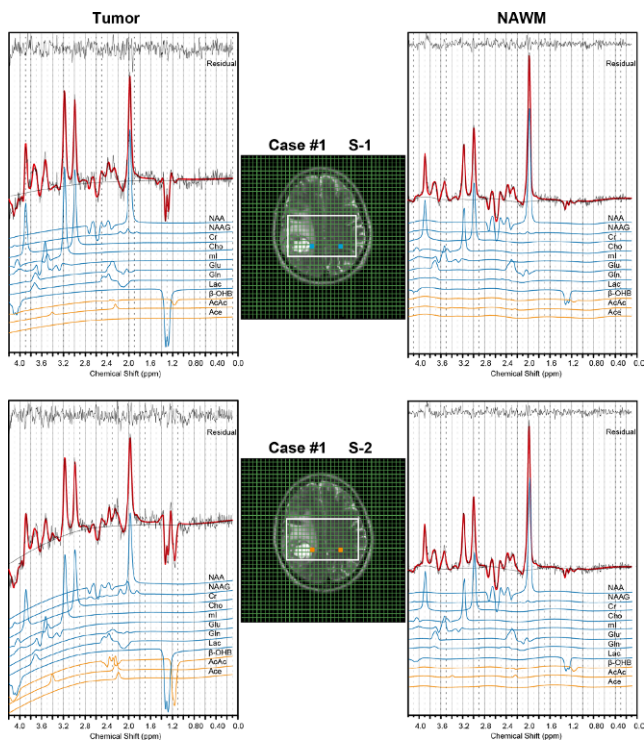 Tumor
NAWM
Residual
NAA
NAAG
Cr
Cho
mI
Glu
Gln
Lac
β-OHB
AcAc
Ace
4.0 3.6 3.2 2.8 2.4 2.0 1.6 1.2 0.80 0.40 0.0
Chemical Shift (ppm)
Case #1 S-1
Residual
NAA
NAAG
Cr
Cho
mI
Glu
Gln
Lac
β-OHB
AcAc
Ace
4.0 3.6 3.2 2.8 2.4 2.0 1.6 1.2 0.80 0.40 0.0
Chemical Shift (ppm)
Residual
NAA
NAAG
Cr
Cho
mI
Glu
Gln
Lac
β-OHB
AcAc
Ace
4.0 3.6 3.2 2.8 2.4 2.0 1.6 1.2 0.80 0.40 0.0
Chemical Shift (ppm)
Case #1 S-2
Residual
NAA
NAAG
Cr
Cho
mI
Glu
Gln
Lac
β-OHB
AcAc
Ace
4.0 3.6 3.2 2.8 2.4 2.0 1.6 1.2 0.80 0.40 0.0
Chemical Shift (ppm)